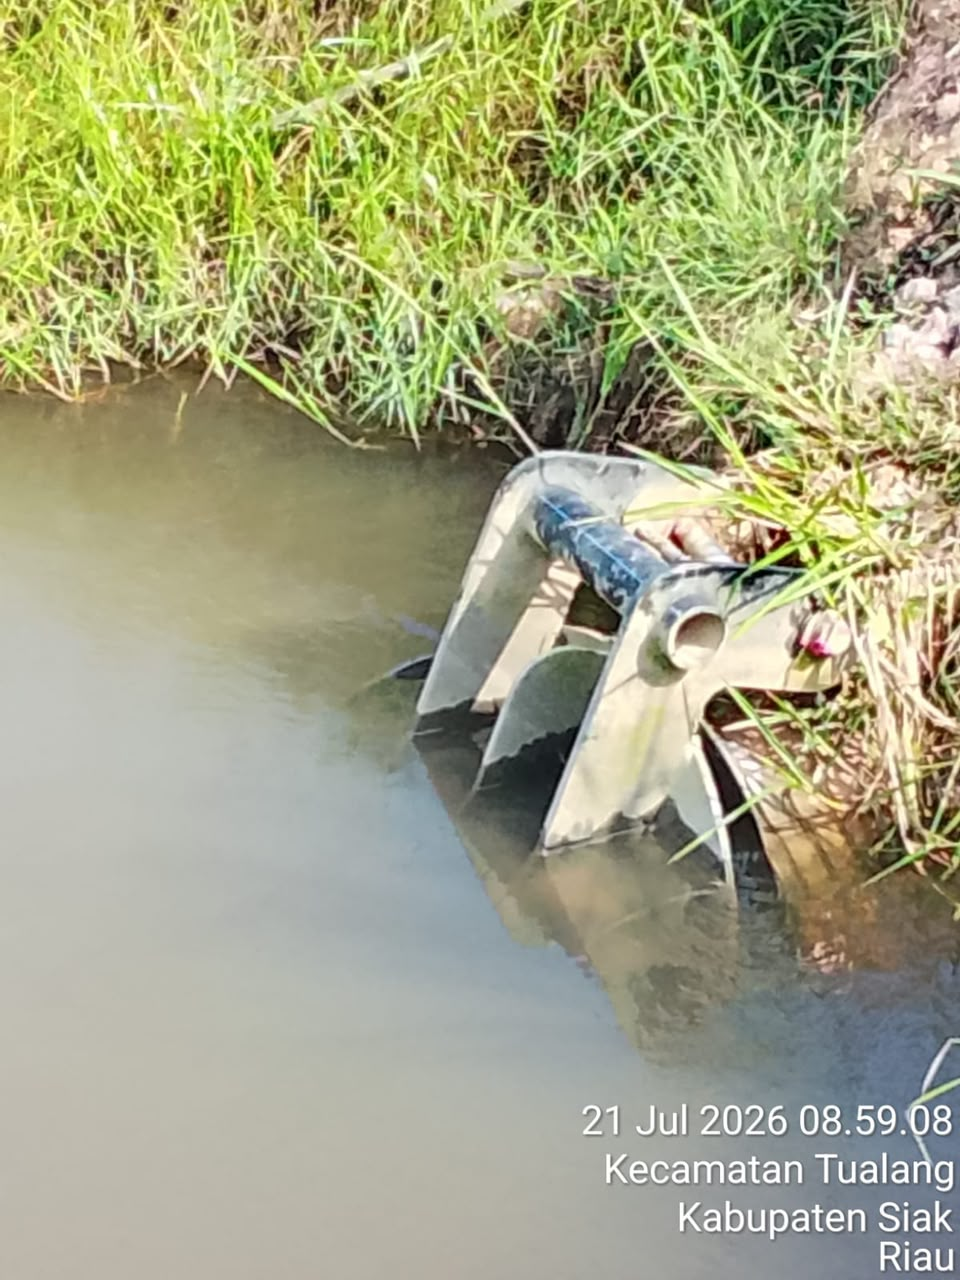 21 Jul 2026 08.59.08
Kecamatan Tualang
Kabupaten Siak
Riau